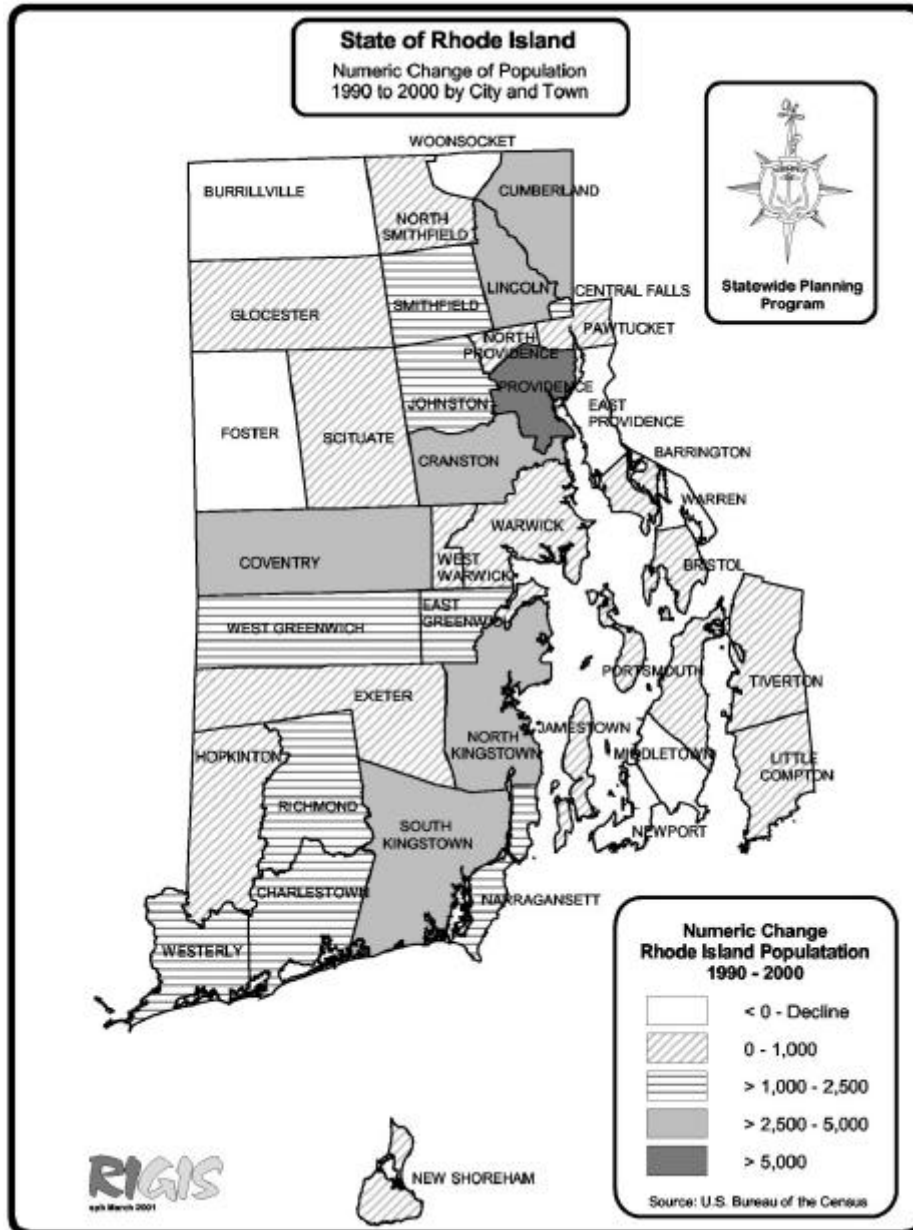 State of Rhode Island
Numeric Change of Population
1990 to 2000 by City and Town
Statewide Planning
Program
WOONSOCKET
BURRILLVILLE
CUMBERLAND
NORTH
SMITHFIELD
LINCOLN
CENTRAL FALLS
SMITHFIELD
GLOCESTER
PAWTUCKET
NORTH
PROVIDENCE
PROVIDENCE
JOHNSTON
EAST
PROVIDENCE
FOSTER
SCITUATE
BARRINGTON
CRANSTON
WARREN
WARWICK
COVENTRY
WEST
WARWICK
BRISTOL
EAST
GREENWICH
WEST GREENWICH
PORTSMOUTH
TIVERTON
EXETER
JAMESTOWN
NORTH
KINGSTOWN
MIDDLETOWN
HOPKINTON
LITTLE
COMPTON
RICHMOND
SOUTH
KINGSTOWN
NEWPORT
CHARLESTOWN
NARRAGANSETT
WESTERLY
NEW SHOREHAM
Numeric Change
Rhode Island Populatation
1990 - 2000
< 0 - Decline
0 - 1,000
> 1,000 - 2,500
> 2,500 - 5,000
> 5,000
Source: U.S. Bureau of the Census
RIGIS
March 2001